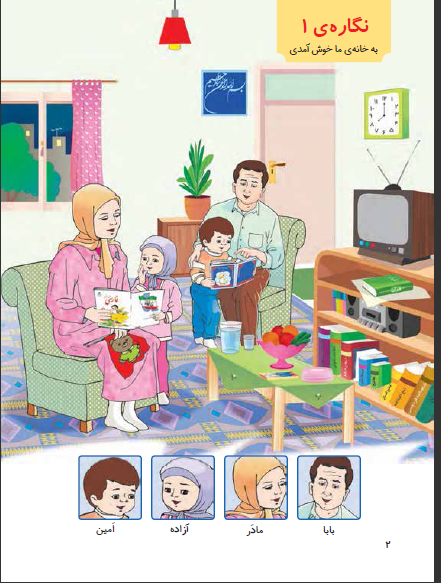 نگاره‌ی ۱
به خانه‌ی ما خوش آمدی
بابا
مادَر
آزاده
اَمین
۲